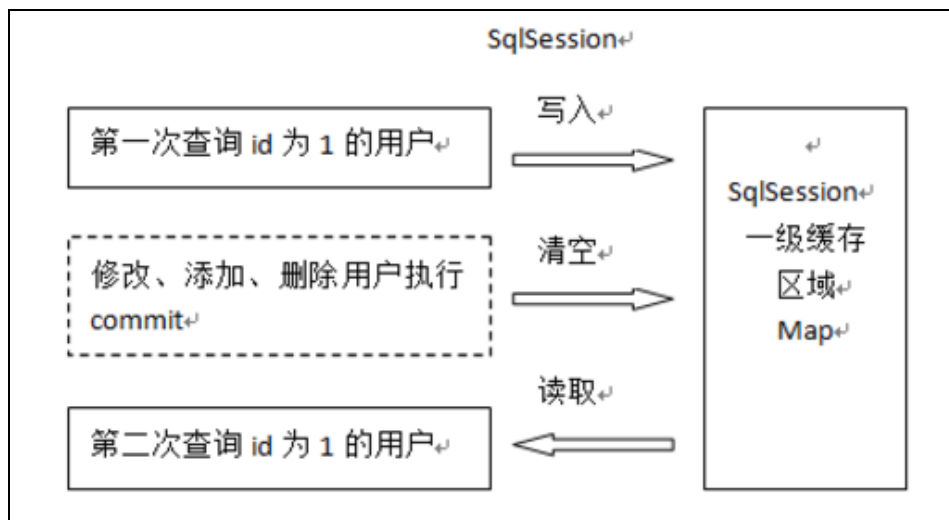 SqlSession↵
第一次查询 id 为 1 的用户↵
写入↵
修改、添加、删除用户执行
commit↵
清空↵
第二次查询 id 为 1 的用户↵
读取↵
↵
SqlSession↵
一级缓存
区域↵
Map↵